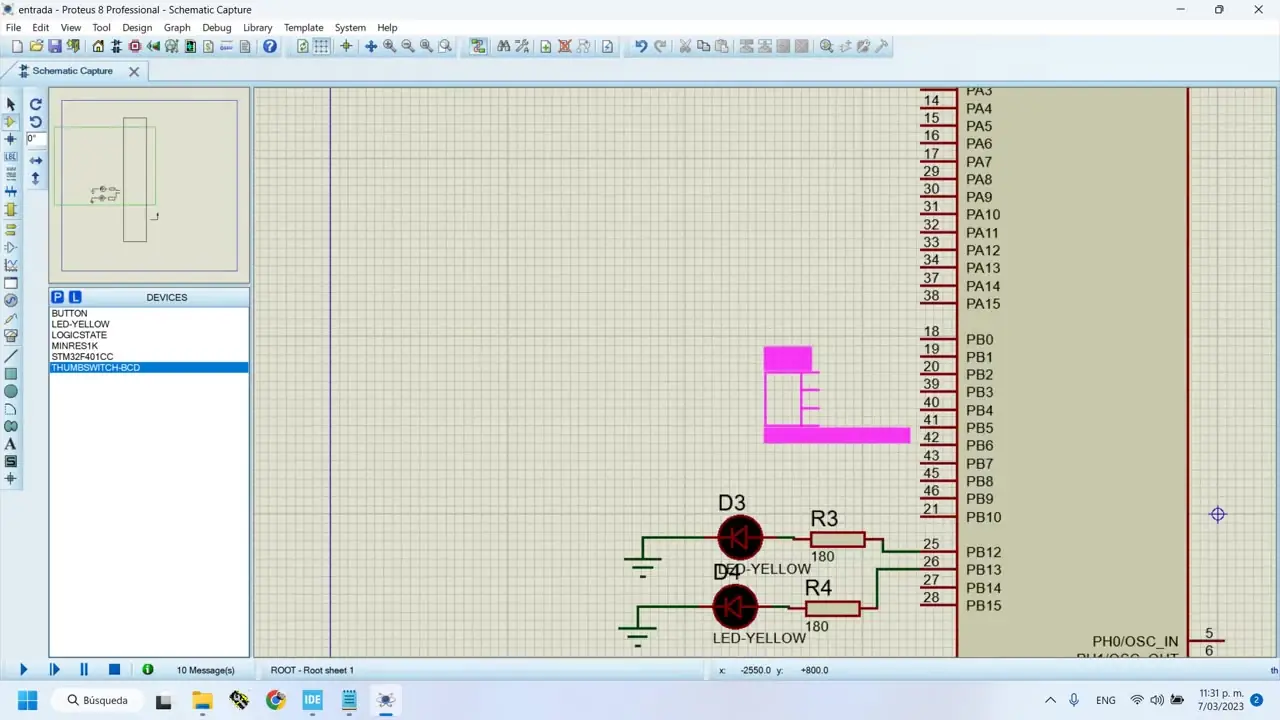 entrada - Proteus 8 Professional - Schematic Capture
File Edit View Tool Design Graph Debug Library Template System Help
Schematic Capture
LBL
0°
P L DEVICES
BUTTON
LED-YELLOW
LOGICSTATE
MINRES1K
STM32F401CC
THUMBSWITCH-BCD
A
PA3
14 PA4
15 PA5
16 PA6
17 PA7
29 PA8
30 PA9
31 PA10
32 PA11
33 PA12
34 PA13
37 PA14
38 PA15
18 PB0
19 PB1
20 PB2
39 PB3
40 PB4
41 PB5
42 PB6
43 PB7
45 PB8
46 PB9
21 PB10
25 PB12
26 PB13
27 PB14
28 PB15
D3
R3
180
LED-YELLOW
D4
R4
180
LED-YELLOW
PH0/OSC_IN 5
PH1/OSC_OUT 6
10 Message(s) ROOT - Root sheet 1 x: -2550.0 y: +800.0 th
Búsqueda IDE ENG 11:31 p. m.
7/03/2023 2